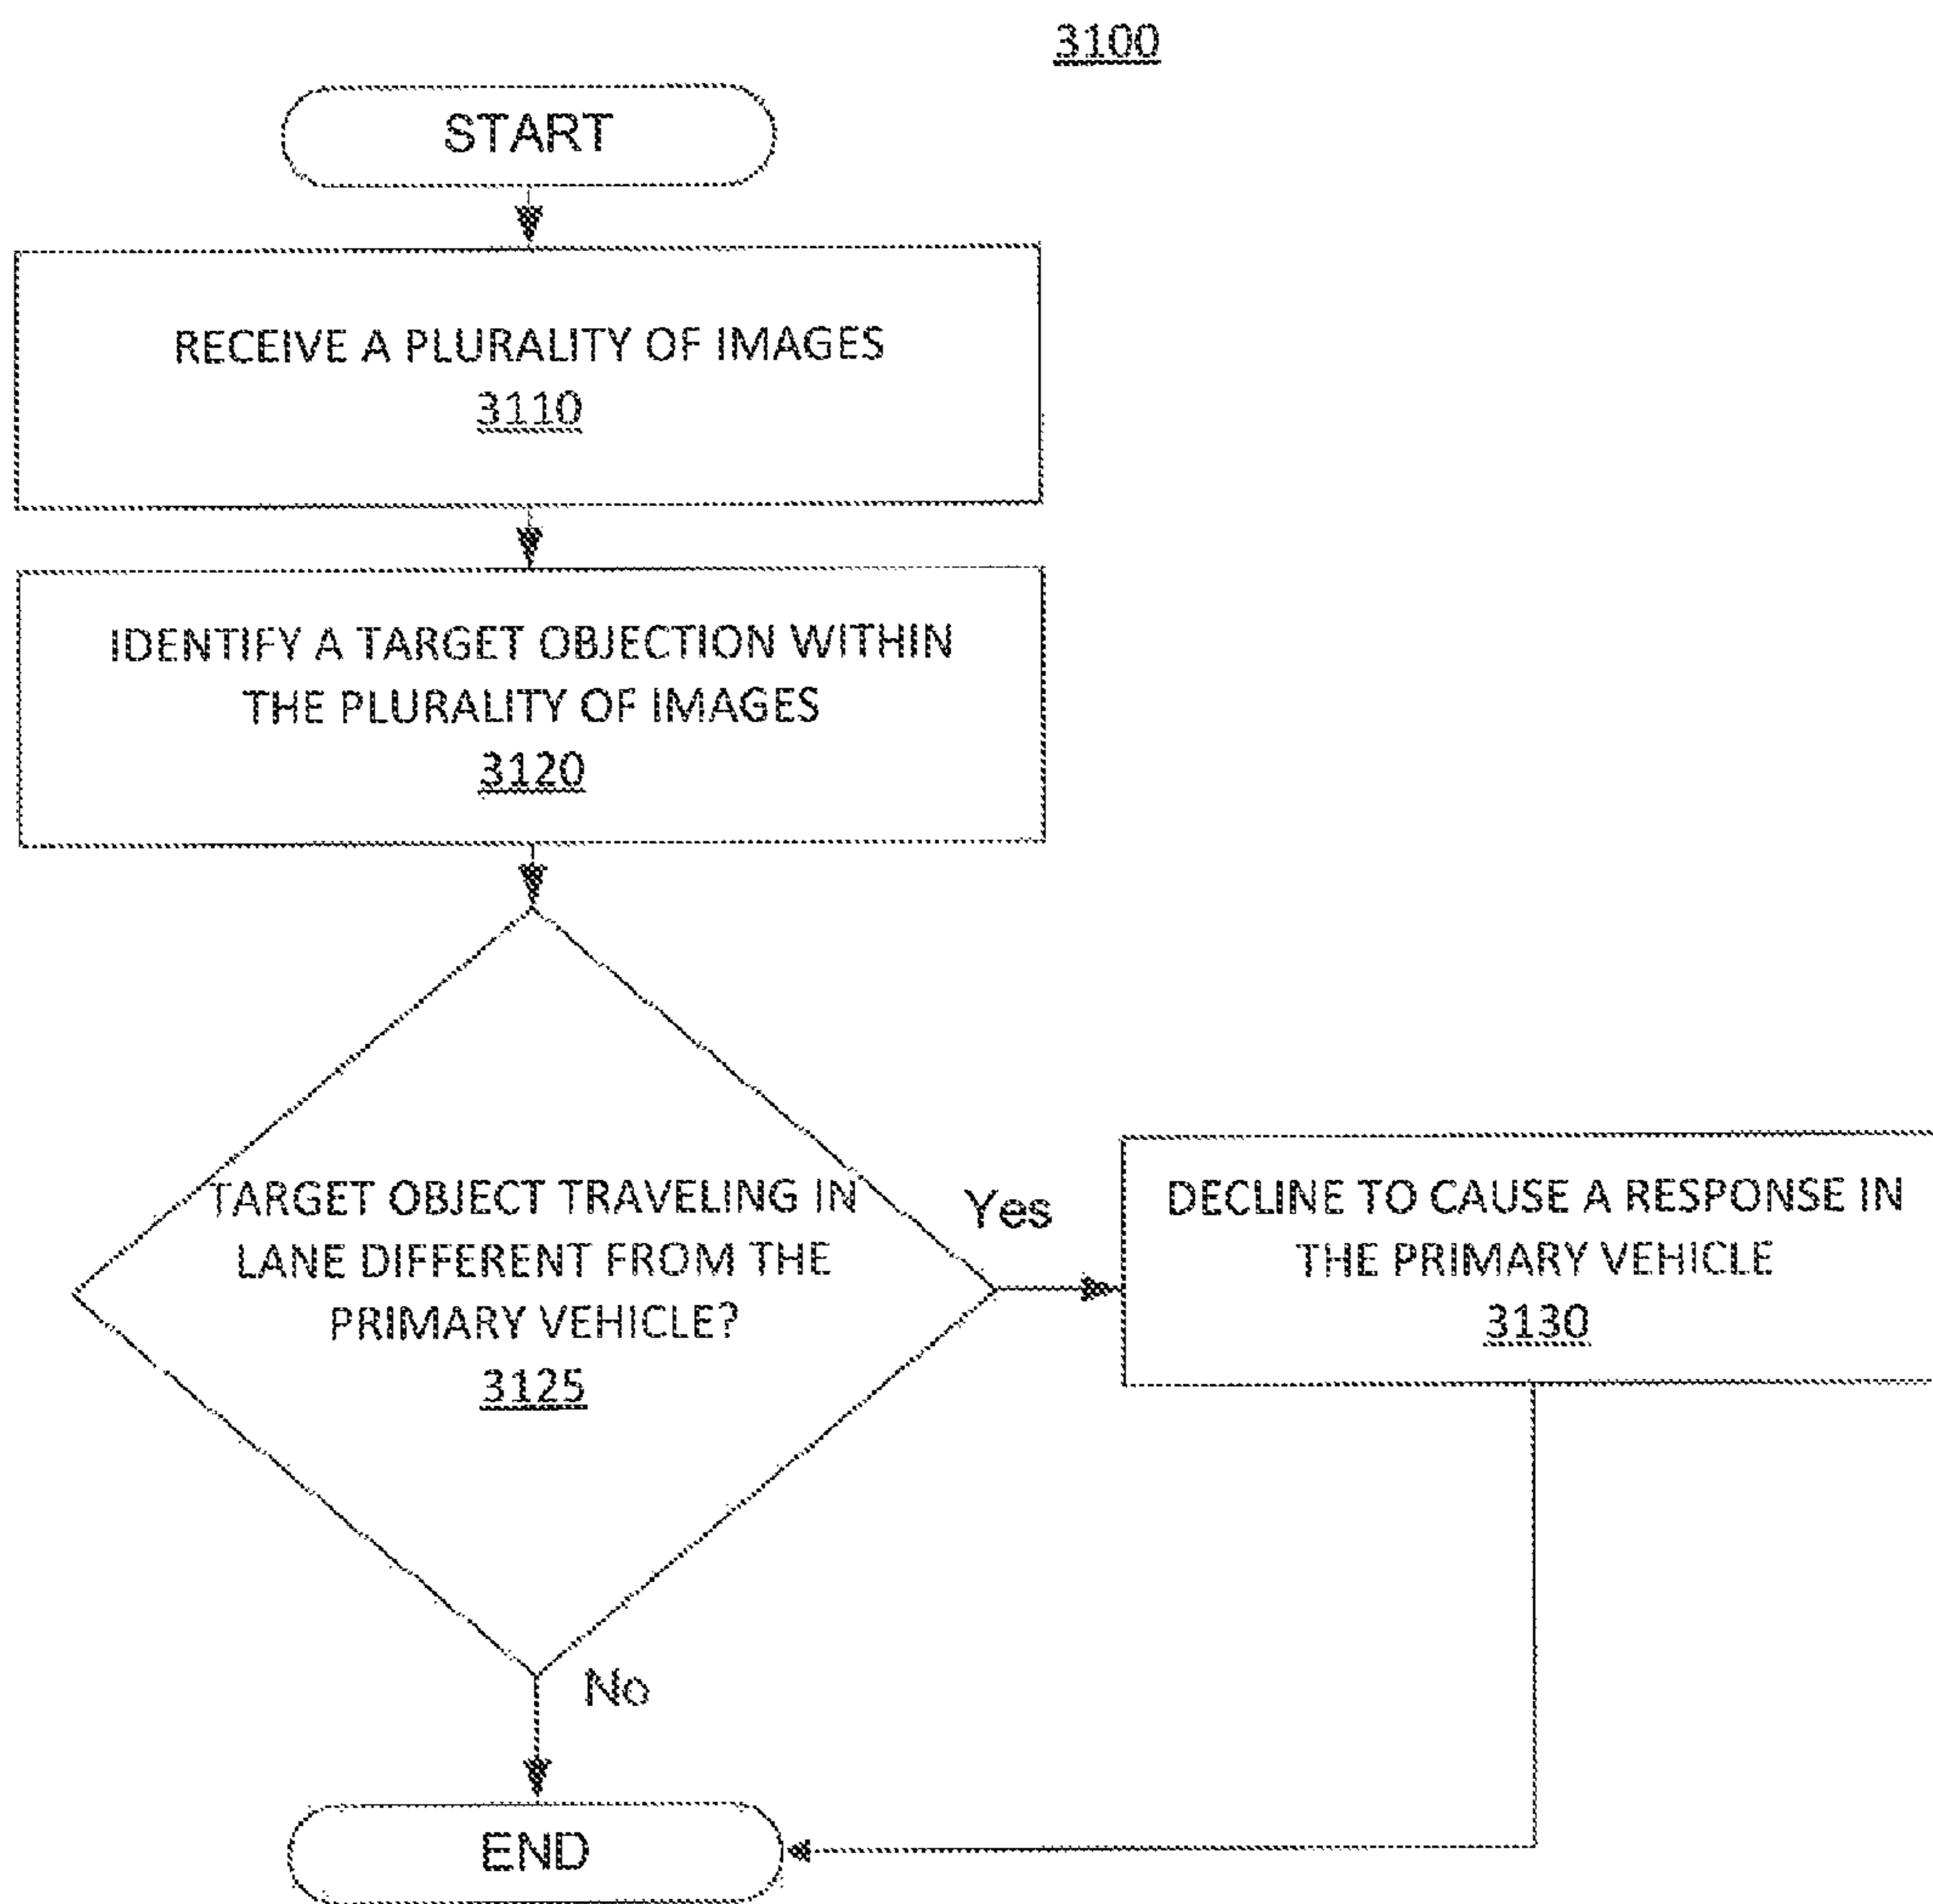 3100
START
RECEIVE A PLURALITY OF IMAGES
3110
IDENTIFY A TARGET OBJECTION WITHIN
THE PLURALITY OF IMAGES
3120
TARGET OBJECT TRAVELING IN
LANE DIFFERENT FROM THE
PRIMARY VEHICLE?
3125
Yes
DECLINE TO CAUSE A RESPONSE IN
THE PRIMARY VEHICLE
3130
No
END